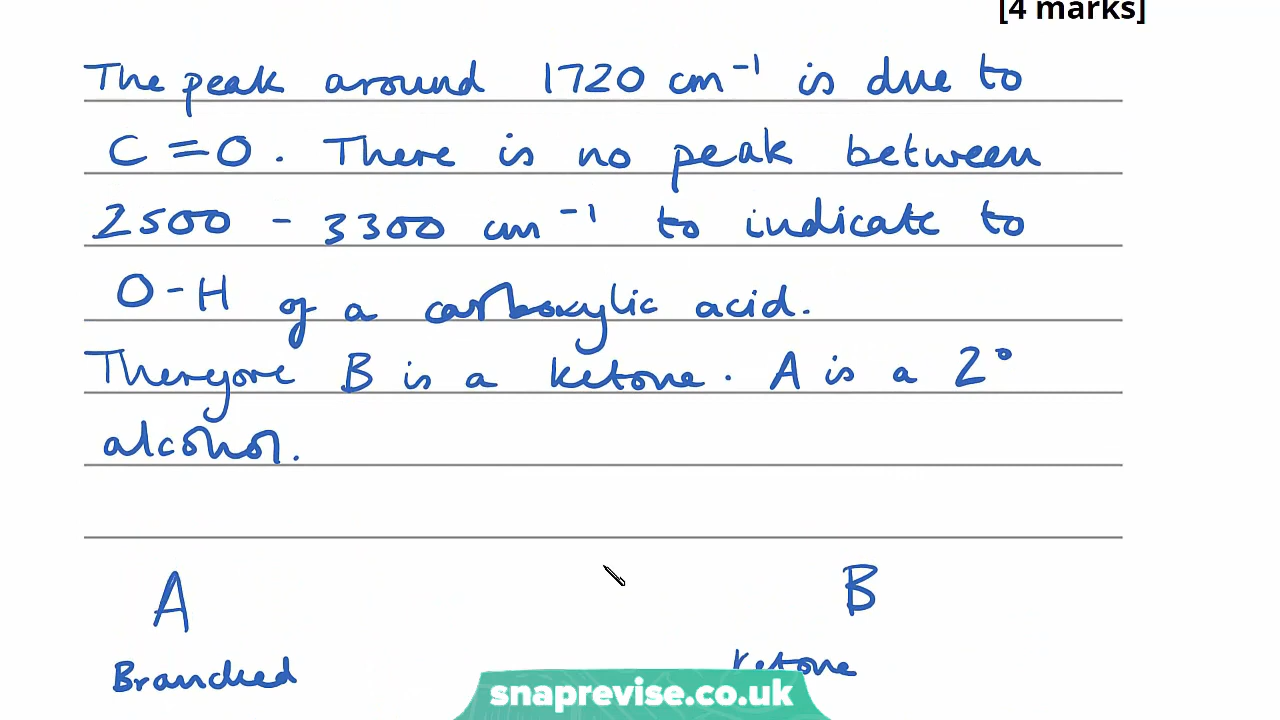 [4 marks]
The peak around 1720 cm⁻¹ is due to
C=O. There is no peak between
2500 - 3300 cm⁻¹ to indicate to
O-H of a carboxylic acid.
Therefore B is a ketone. A is a 2°
alcohol.
A B
Branched ketone
snaprevise.co.uk